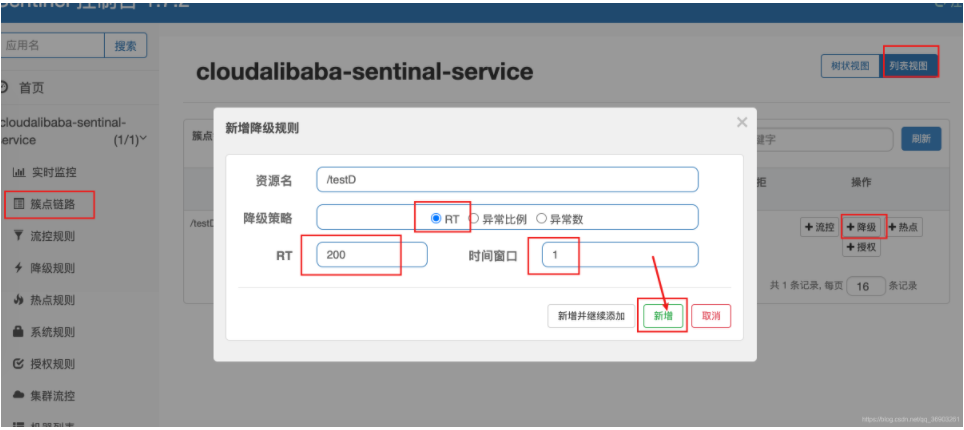 Sentinel 控制台 1.7.2
应用名
搜索
首页
cloudalibaba-sentinal-
service
(1/1)
实时监控
簇点链路
流控规则
降级规则
热点规则
系统规则
授权规则
集群流控
机器列表
cloudalibaba-sentinal-service
树状视图
列表视图
簇点
键字
刷新
操作
/testD
+流控
+降级
+热点
+授权
共 1 条记录, 每页 16 条记录
新增降级规则
×
资源名
/testD
降级策略
RT 异常比例 异常数
RT
200
时间窗口
1
新增并继续添加
新增
取消